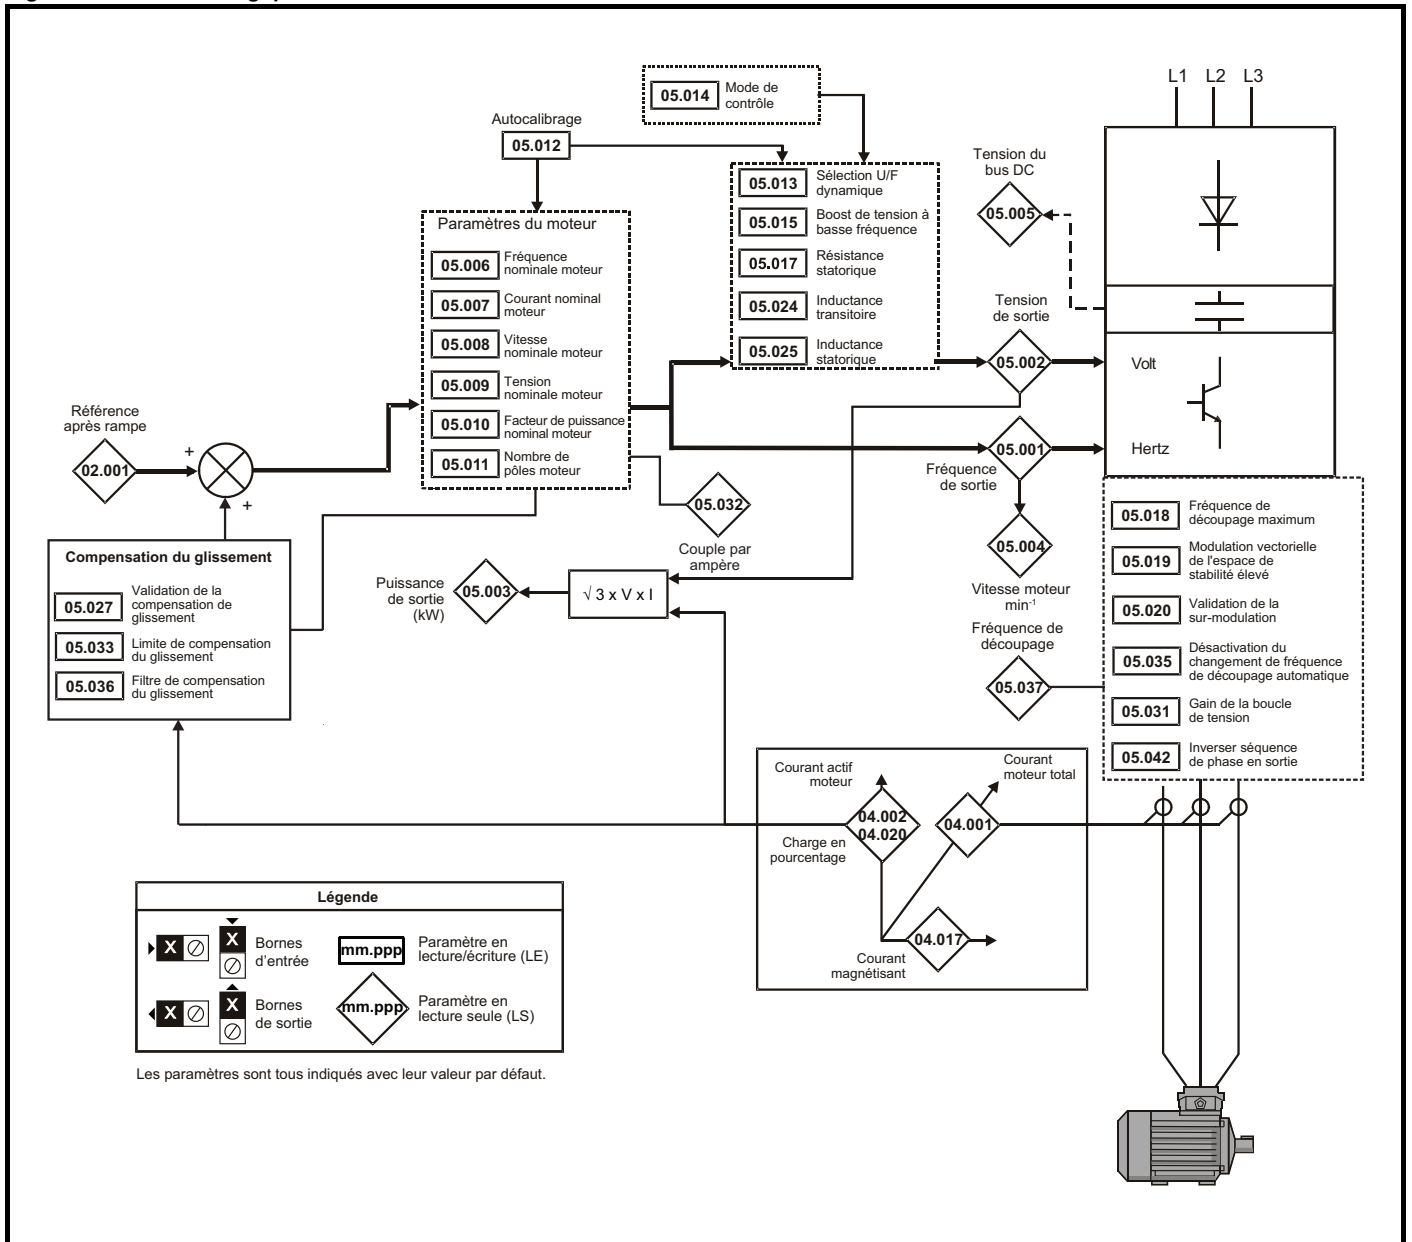 L1 L2 L3
05.014
Mode de
contrôle
Autocalibrage
05.012
Tension du
bus DC
05.005
05.013
Sélection U/F
dynamique
05.015
Boost de tension à
basse fréquence
05.017
Résistance
statorique
05.024
Inductance
transitoire
05.025
Inductance
statorique
Paramètres du moteur
05.006
Fréquence
nominale moteur
05.007
Courant nominal
moteur
05.008
Vitesse
nominale moteur
05.009
Tension
nominale moteur
05.010
Facteur de puissance
nominal moteur
05.011
Nombre de
pôles moteur
Tension
de sortie
05.002
Volt
Hertz
Référence
après rampe
02.001
+
+
05.001
Fréquence
de sortie
05.004
Vitesse moteur
min-1
05.032
Couple par
ampère
Compensation du glissement
05.027
Validation de la
compensation de
glissement
05.033
Limite de compensation
du glissement
05.036
Filtre de compensation
du glissement
Puissance
de sortie
(kW)
05.003
√ 3 x V x I
Fréquence de
découpage
05.037
05.018
Fréquence de
découpage maximum
05.019
Modulation vectorielle
de l'espace de
stabilité élevé
05.020
Validation de la
sur-modulation
05.035
Désactivation du
changement de fréquence
de découpage automatique
05.031
Gain de la boucle
de tension
05.042
Inverser séquence
de phase en sortie
Courant actif
moteur
Courant
moteur total
04.002
04.020
04.001
Charge en
pourcentage
04.017
Courant
magnétisant
Légende
X
X
Bornes
d'entrée
mm.ppp
Paramètre en
lecture/écriture (LE)
X
X
Bornes
de sortie
mm.ppp
Paramètre en
lecture seule (LS)
Les paramètres sont tous indiqués avec leur valeur par défaut.